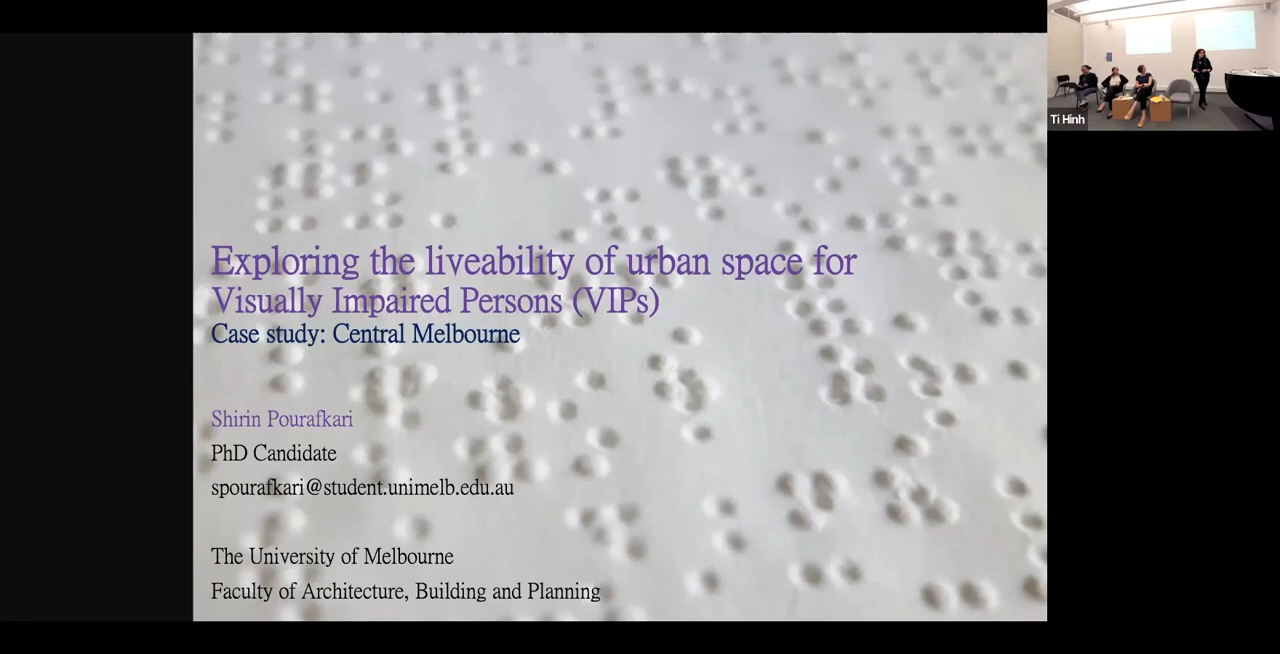 Exploring the liveability of urban space for
Visually Impaired Persons (VIPs)
Case study: Central Melbourne
Shirin Pourafkari
PhD Candidate
spourafkari@student.unimelb.edu.au
The University of Melbourne
Faculty of Architecture, Building and Planning
Ti Hinh